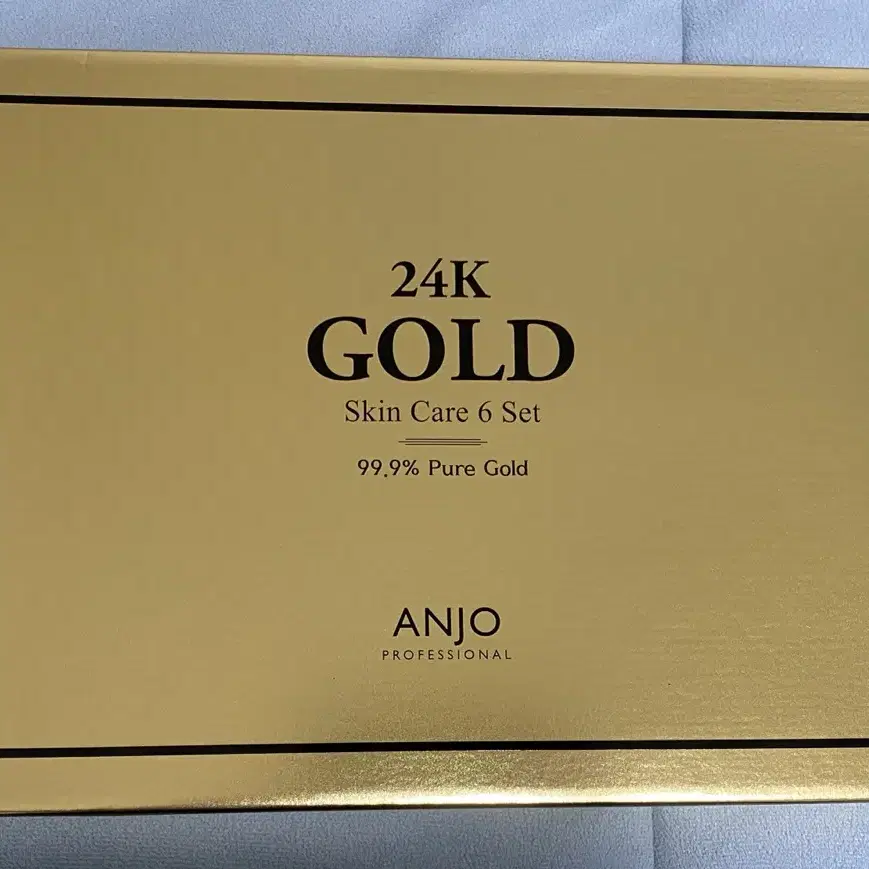 24K
GOLD
Skin Care 6 Set
99.9% Pure Gold
ANJO
PROFESSIONAL